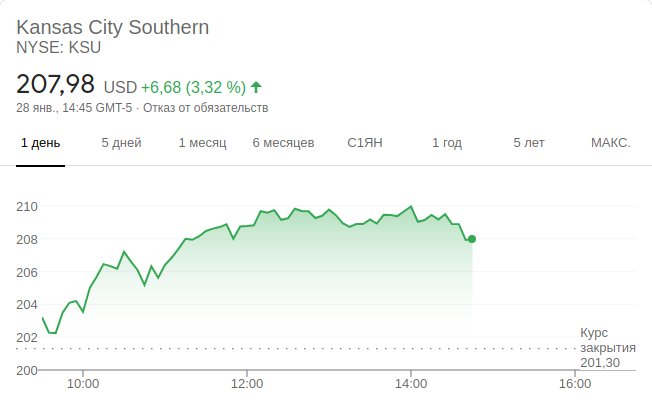 Kansas City Southern
NYSE: KSU
207,98 USD +6,68 (3,32 %)
28 янв., 14:45 GMT-5 · Отказ от обязательств
1 день 5 дней 1 месяц 6 месяцев С1ЯН 1 год 5 лет МАКС.
210
208
206
204
202
Курс
закрытия
201,30
200
10:00 12:00 14:00 16:00